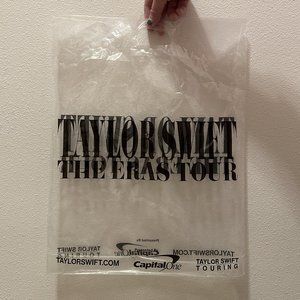 TAYLOR SWIFT
THE ERAS TOUR
Presented By
TAYLORSWIFT.COM
Capital One
TAYLOR SWIFT
TOURING